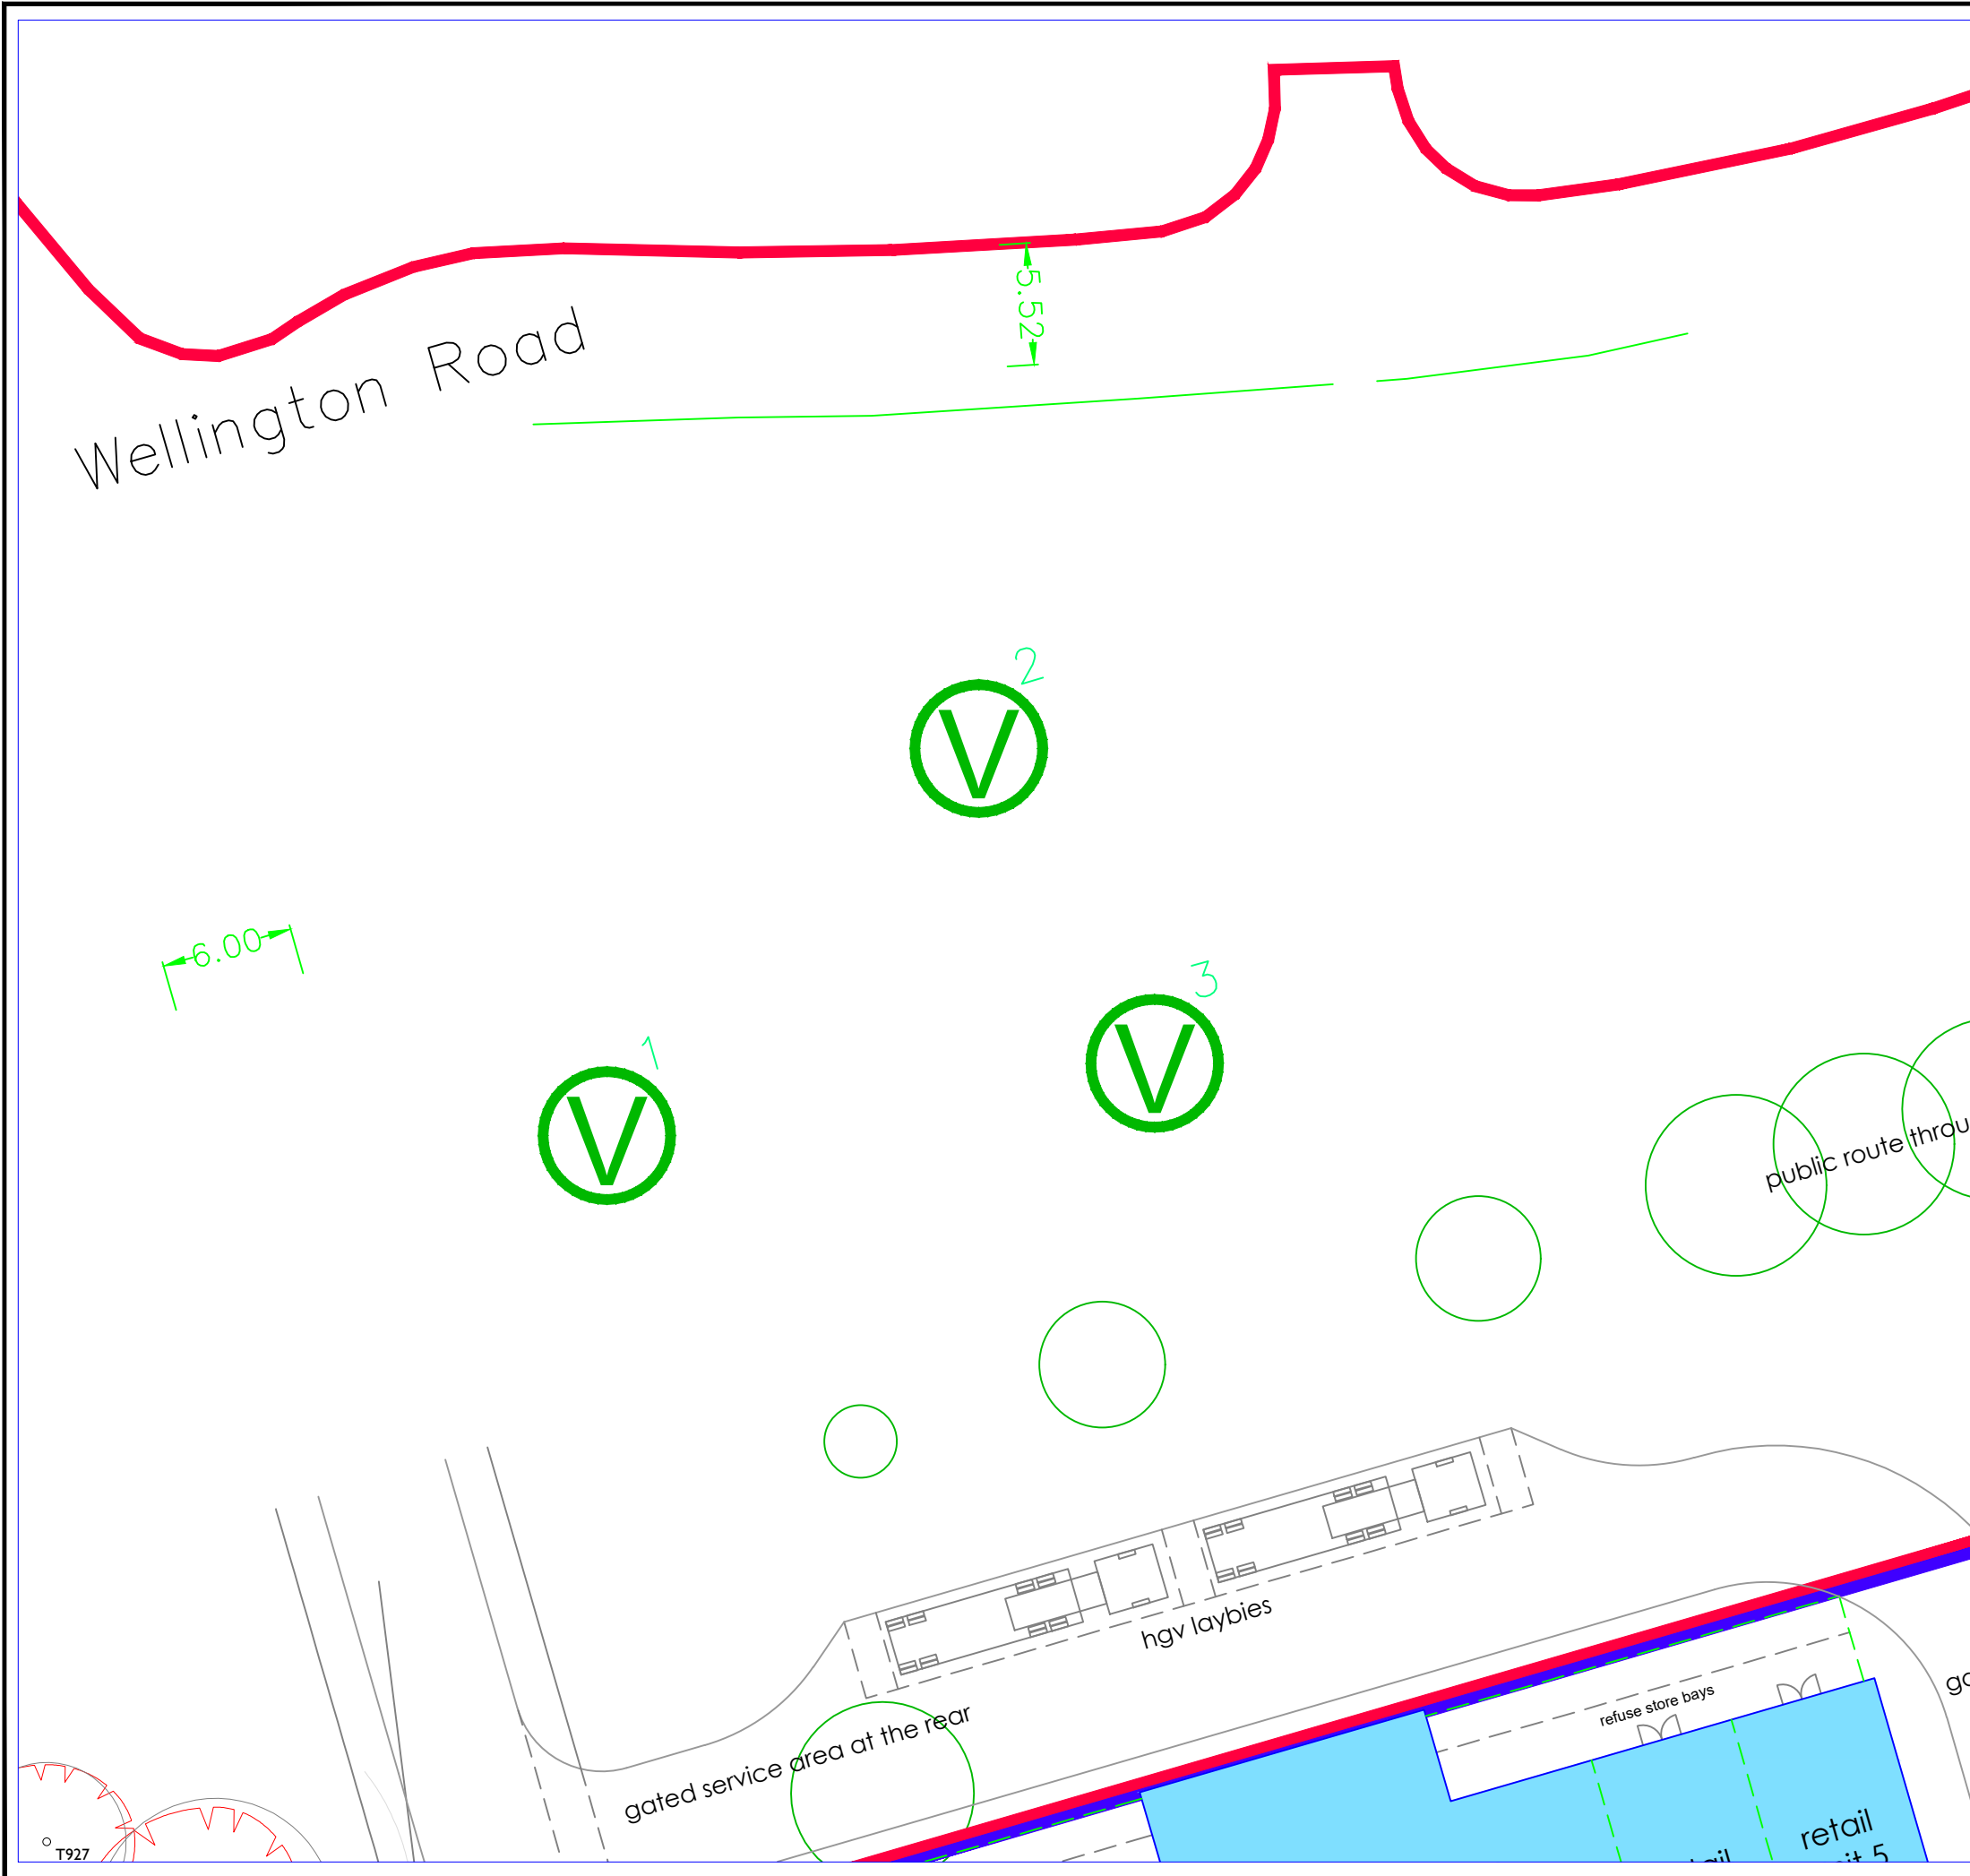 5.52
Wellington Road
2
V
6.00
3
V
1
V
public route throu
hgv laybies
refuse store bays
gated service area at the rear
retail
T927